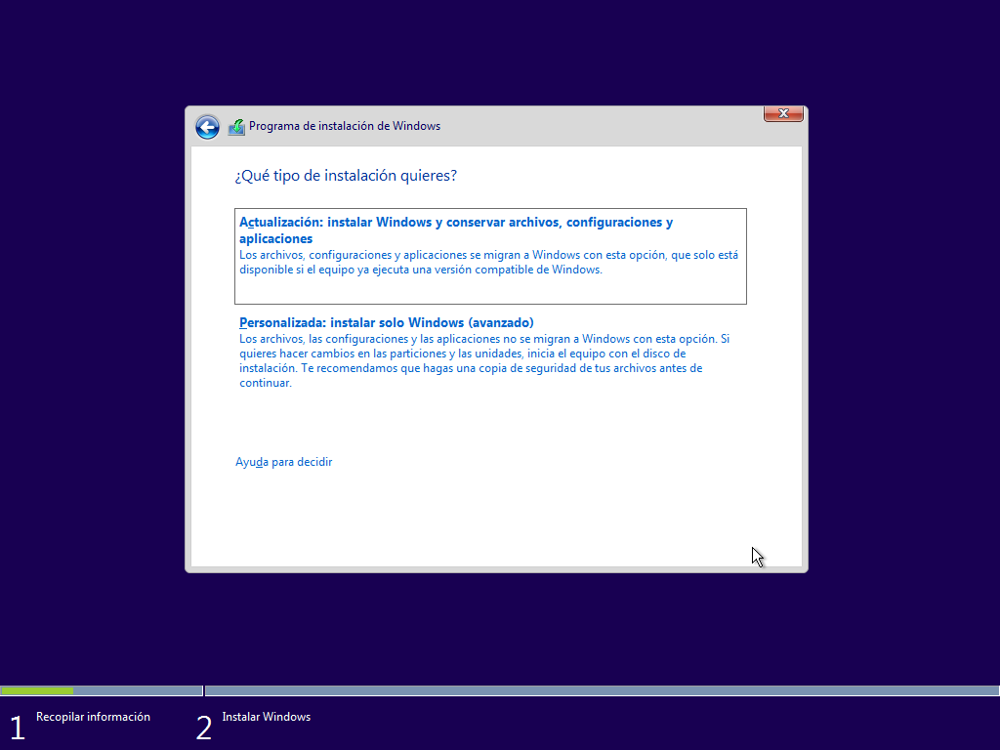 Programa de instalación de Windows
¿Qué tipo de instalación quieres?
Actualización: instalar Windows y conservar archivos, configuraciones y
aplicaciones
Los archivos, configuraciones y aplicaciones se migran a Windows con esta opción, que solo está
disponible si el equipo ya ejecuta una versión compatible de Windows.
Personalizada: instalar solo Windows (avanzado)
Los archivos, las configuraciones y las aplicaciones no se migran a Windows con esta opción. Si
quieres hacer cambios en las particiones y las unidades, inicia el equipo con el disco de
instalación. Te recomendamos que hagas una copia de seguridad de tus archivos antes de
continuar.
Ayuda para decidir
1 Recopilar información
2 Instalar Windows